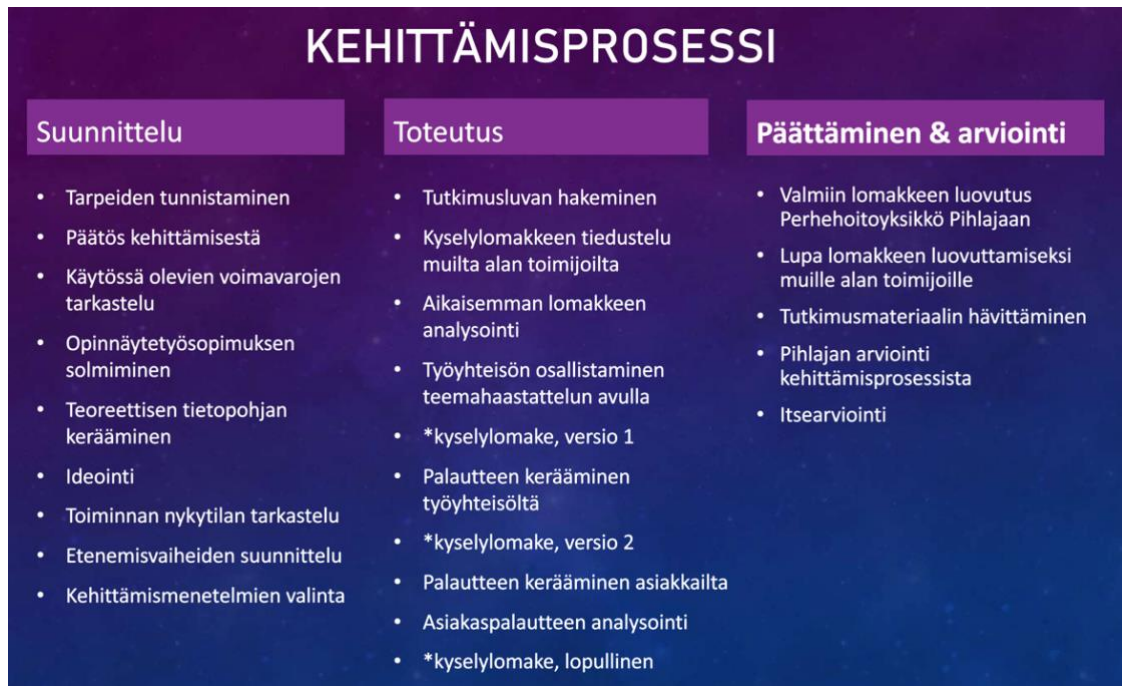 KEHITTÄMISPROSESSI
Suunnittelu
• Tarpeiden tunnistaminen
• Päätös kehittämisestä
• Käytössä olevien voimavarojen
tarkastelu
• Opinnäytetyösopimuksen
solmiminen
• Teoreettisen tietopohjan
kerääminen
• Ideointi
• Toiminnan nykytilan tarkastelu
• Etenemisvaiheiden suunnittelu
• Kehittämismenetelmien valinta
Toteutus
• Tutkimusluvan hakeminen
• Kyselylomakkeen tiedustelu
muilta alan toimijoilta
• Aikaisemman lomakkeen
analysointi
• Työyhteisön osallistaminen
teemahaastattelun avulla
• *kyselylomake, versio 1
• Palautteen kerääminen
työyhteisöltä
• *kyselylomake, versio 2
• Palautteen kerääminen asiakkailta
• Asiakaspalautteen analysointi
• *kyselylomake, lopullinen
Päättäminen & arviointi
• Valmiin lomakkeen luovutus
Perhehoitoyksikkö Pihlajaan
• Lupa lomakkeen luovuttamiseksi
muille alan toimijoille
• Tutkimusmateriaalin hävittäminen
• Pihlajan arviointi
kehittämisprosessista
• Itsearviointi